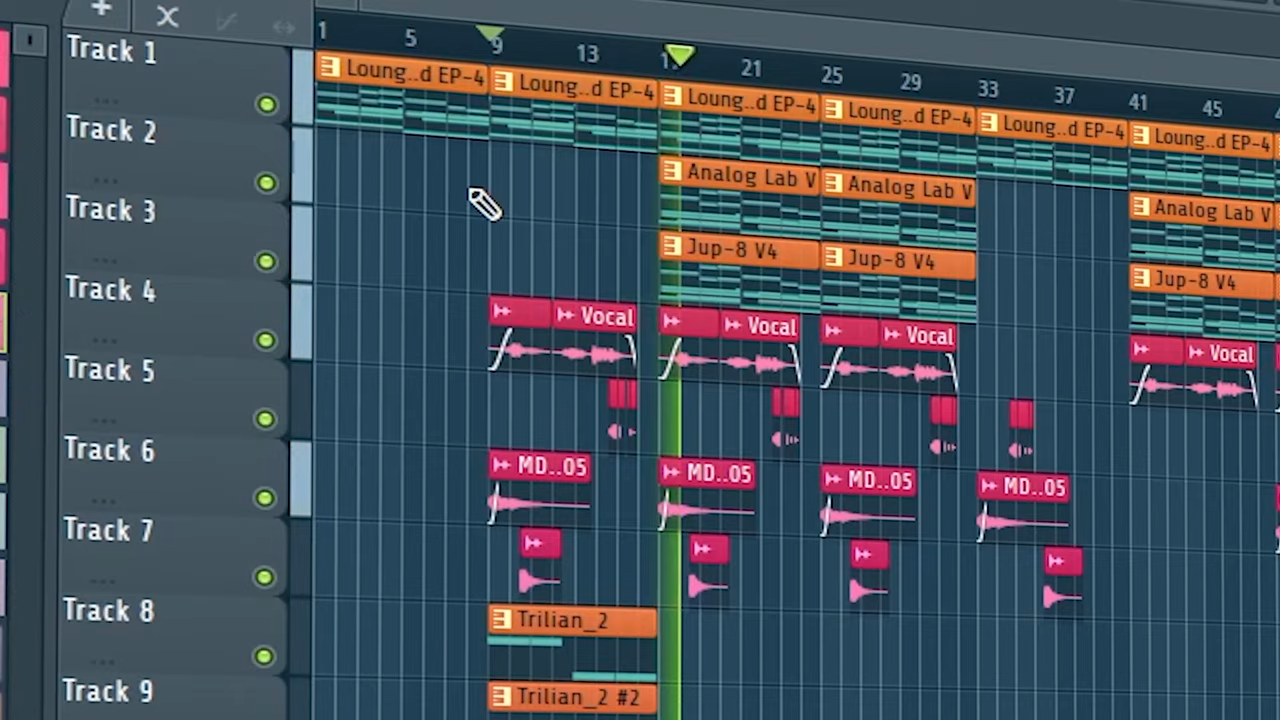 1 5 9 13 1 21 25 29 33 37 41 45
Track 1
Loung..d EP-4 Loung..d EP-4 Loung..d EP-4 Loung..d EP-4 Loung..d EP-4 Loung..d EP-4
Track 2
Analog Lab V Analog Lab V Analog Lab V
Track 3
Jup-8 V4 Jup-8 V4 Jup-8 V4
Track 4
Vocal Vocal Vocal Vocal
Track 5
Track 6
MD..05 MD..05 MD..05 MD..05
Track 7
Track 8
Trilian_2
Track 9
Trilian_2 #2